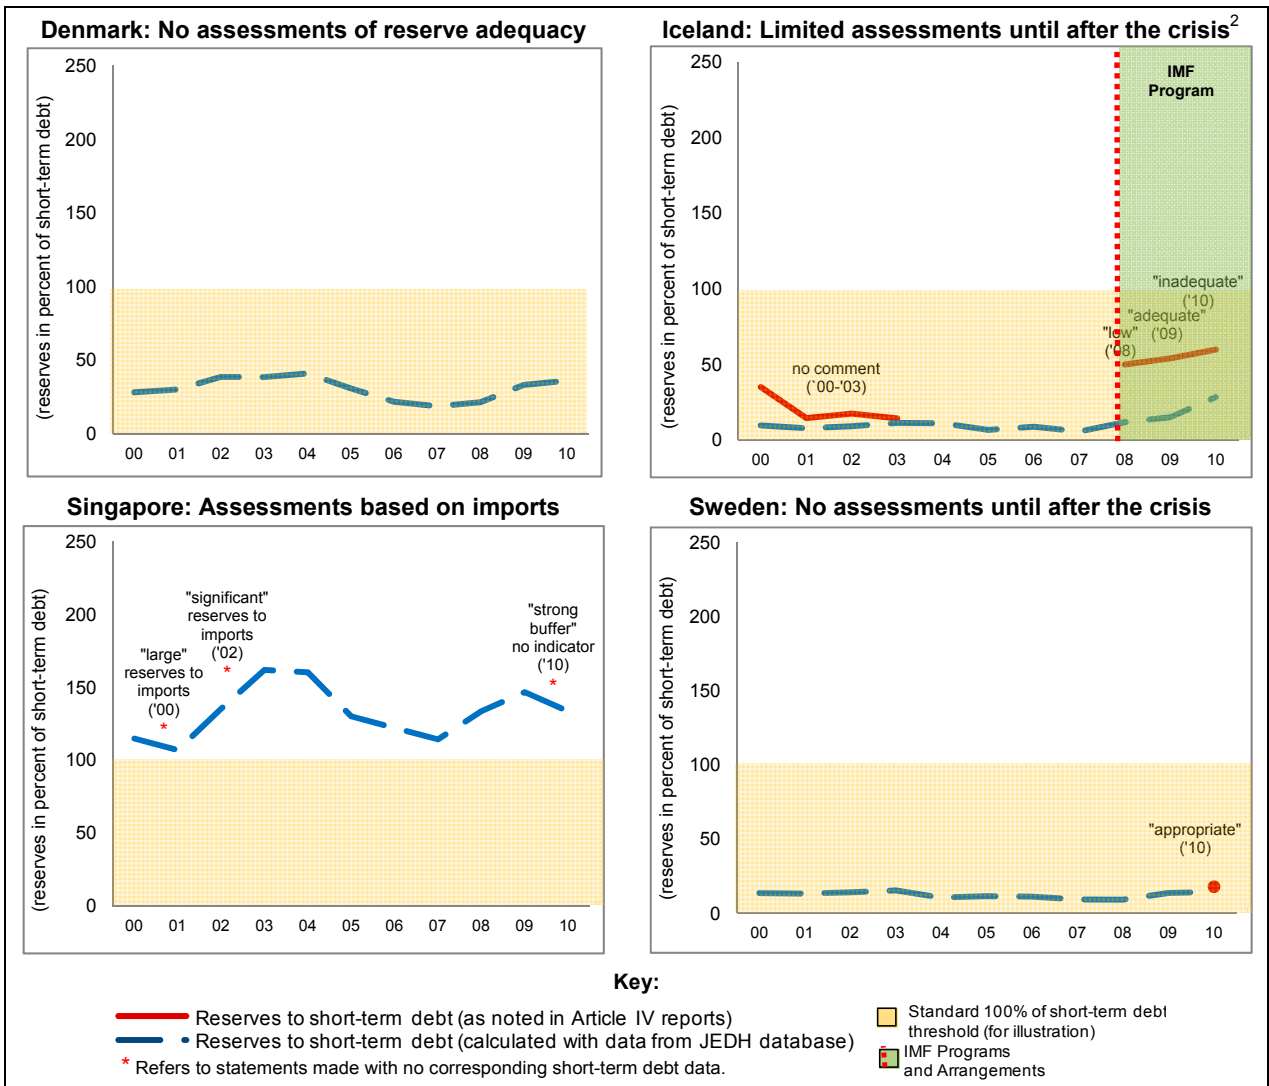 Denmark: No assessments of reserve adequacy
(reserves in percent of short-term debt)
250
200
150
100
50
0
00 01 02 03 04 05 06 07 08 09 10
Iceland: Limited assessments until after the crisis2
(reserves in percent of short-term debt)
250
200
150
100
50
0
IMF
Program
"inadequate"
('10)
"adequate"
('09)
"low"
('08)
no comment
(`00-'03)
00 01 02 03 04 05 06 07 08 09 10
Singapore: Assessments based on imports
(reserves in percent of short-term debt)
250
200
150
100
50
0
"large"
reserves to
imports
('00)
*
"significant"
reserves to
imports
('02)
*
"strong
buffer"
no indicator
('10)
*
00 01 02 03 04 05 06 07 08 09 10
Sweden: No assessments until after the crisis
(reserves in percent of short-term debt)
250
200
150
100
50
0
"appropriate"
('10)
00 01 02 03 04 05 06 07 08 09 10
Key:
Reserves to short-term debt (as noted in Article IV reports)
Reserves to short-term debt (calculated with data from JEDH database)
* Refers to statements made with no corresponding short-term debt data.
Standard 100% of short-term debt
threshold (for illustration)
IMF Programs
and Arrangements